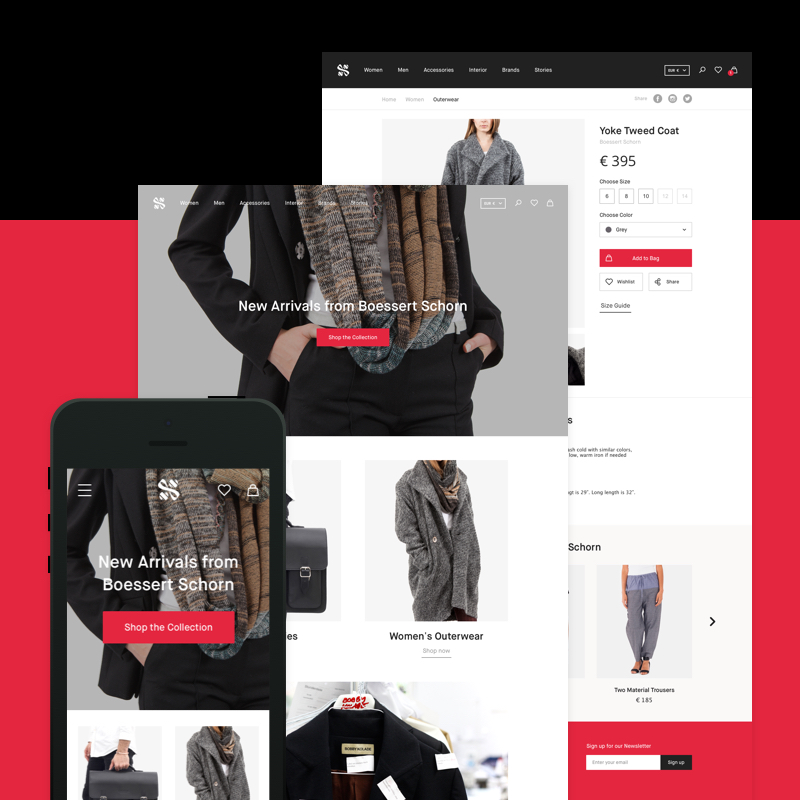 Women Men Accessories Interior Brands Stories
EUR €
1
Home Women Outerwear
Share
Yoke Tweed Coat
Boessert Schorn
€ 395
Choose Size
6 8 10 12 14
Choose Color
Grey
Add to Bag
Wishlist Share
Size Guide
Women Men Accessories Interior Brands Stories
EUR €
New Arrivals from Boessert Schorn
Shop the Collection
s
ash cold with similar colors,
low, warm iron if needed
is 29". Long length is 32".
Schorn
Two Material Trousers
€ 185
Sign up for our Newsletter
Enter your email Sign up
es
Women's Outerwear
Shop now
BOBBY
New Arrivals from
Boessert Schorn
Shop the Collection